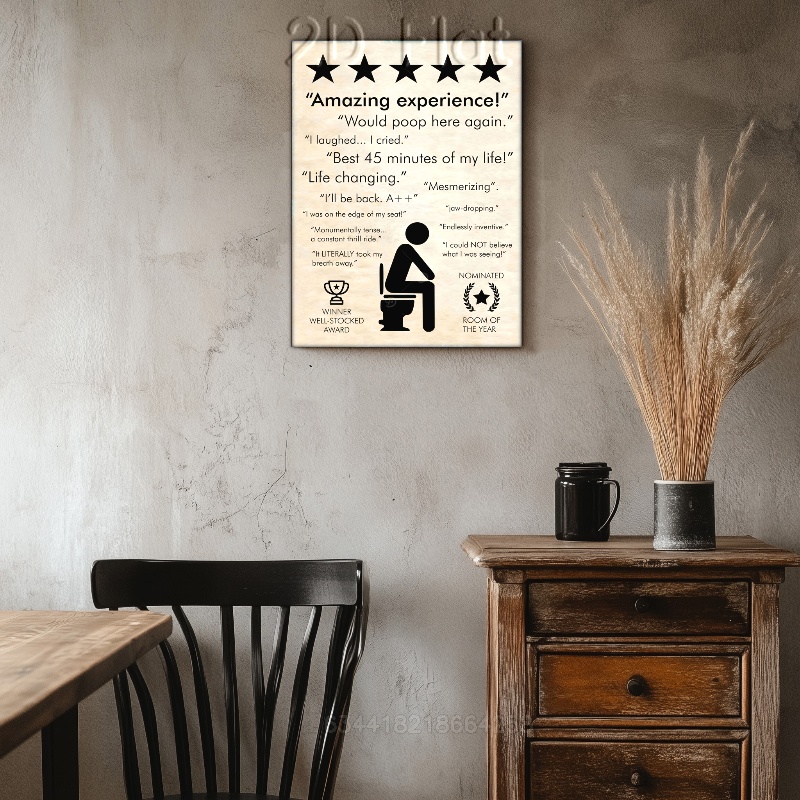 2D Flat
“Amazing experience!”
“Would poop here again.”
“I laughed... I cried.”
“Best 45 minutes of my life!”
“Life changing.”
“Mesmerizing”.
“I’ll be back. A++”
“jaw-dropping.”
“I was on the edge of my seat!”
“Endlessly inventive.”
“Monumentally tense...
a constant thrill ride.”
“I could NOT believe
what I was seeing!”
“It LITERALLY took my
breath away.”
WINNER
WELL-STOCKED
AWARD
NOMINATED
ROOM OF
THE YEAR